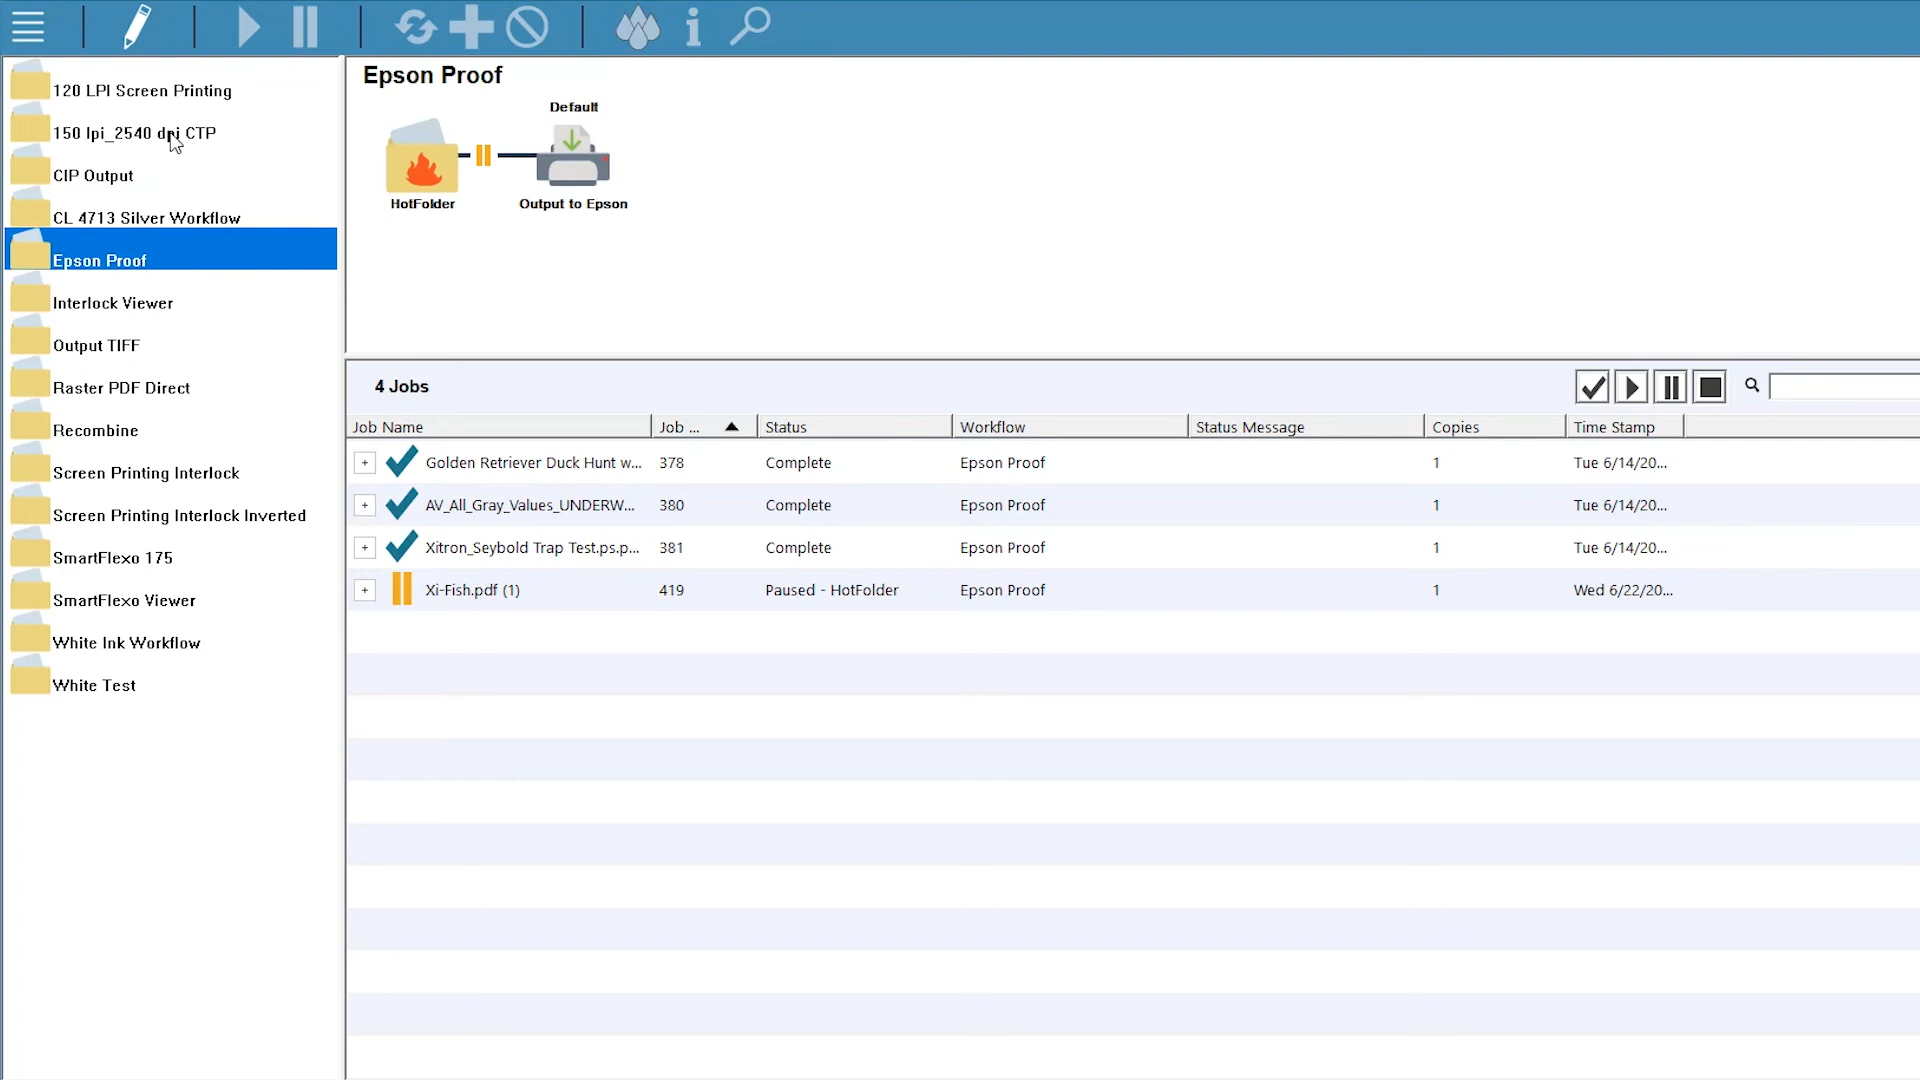 120 LPI Screen Printing
150 lpi_2540 dpi CTP
CIP Output
CL 4713 Silver Workflow
Epson Proof
Interlock Viewer
Output TIFF
Raster PDF Direct
Recombine
Screen Printing Interlock
Screen Printing Interlock Inverted
SmartFlexo 175
SmartFlexo Viewer
White Ink Workflow
White Test
Epson Proof
Default
HotFolder Output to Epson
4 Jobs
Job Name Job ... Status Workflow Status Message Copies Time Stamp
Golden Retriever Duck Hunt w... 378 Complete Epson Proof 1 Tue 6/14/20...
AV_All_Gray_Values_UNDERW... 380 Complete Epson Proof 1 Tue 6/14/20...
Xitron_Seybold Trap Test.ps.p... 381 Complete Epson Proof 1 Tue 6/14/20...
Xi-Fish.pdf (1) 419 Paused - HotFolder Epson Proof 1 Wed 6/22/20...